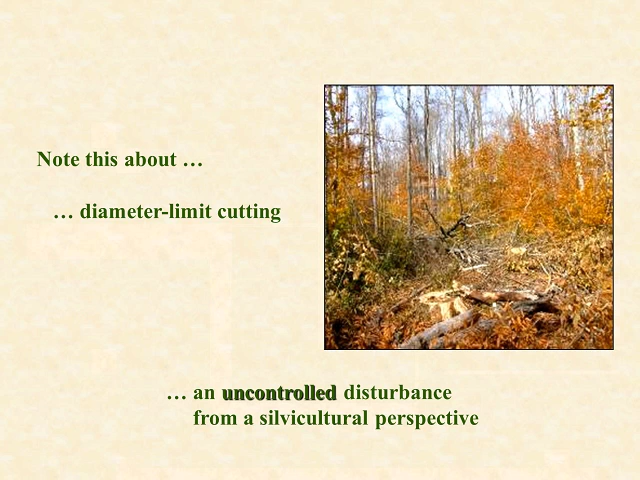 Note this about …
… diameter-limit cutting
… an uncontrolled disturbance
from a silvicultural perspective